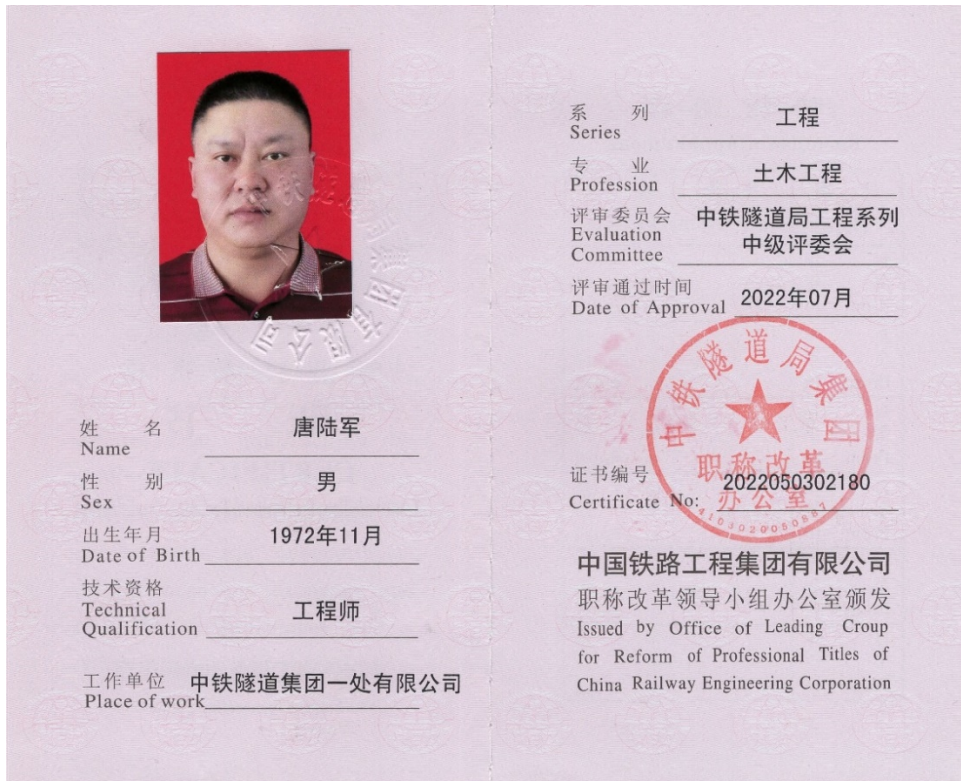 姓 名 唐陆军
Name
性 别 男
Sex
出生年月 1972年11月
Date of Birth
技术资格
Technical 工程师
Qualification
工作单位 中铁隧道集团一处有限公司
Place of work
系 列 工程
Series
专 业 土木工程
Profession
评审委员会 中铁隧道局工程系列
Evaluation 中级评委会
Committee
评审通过时间 2022年07月
Date of Approval
中铁隧道局集团
职称改革
办公室
4103020050887
证书编号 2022050302180
Certificate No:
中国铁路工程集团有限公司
职称改革领导小组办公室颁发
Issued by Office of Leading Croup
for Reform of Professional Titles of
China Railway Engineering Corporation
集团有限公司